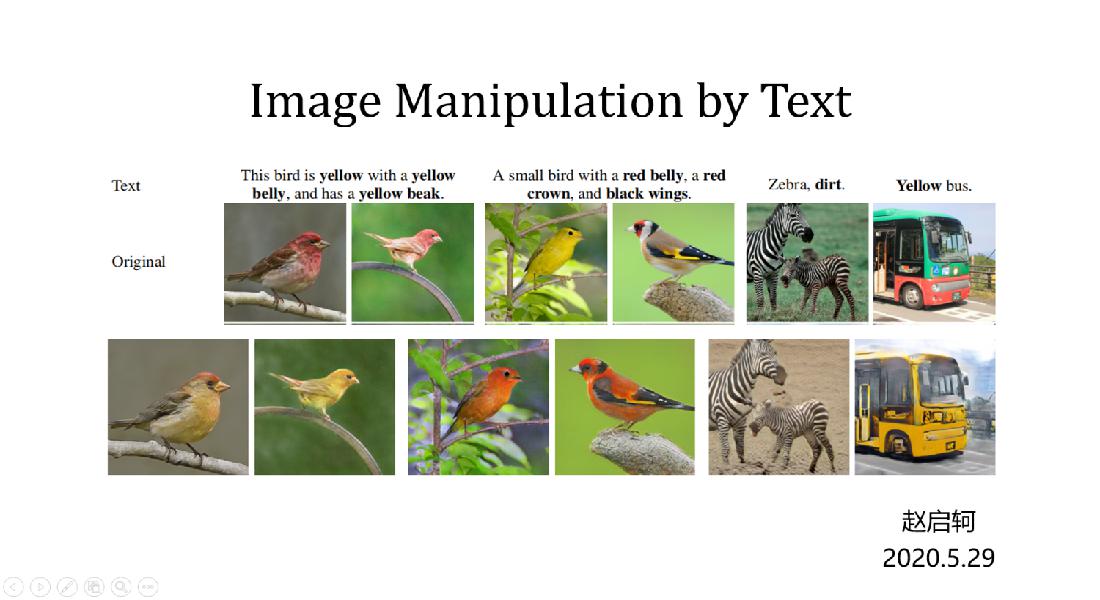 Image Manipulation by Text
Text
This bird is yellow with a yellow
belly, and has a yellow beak.
A small bird with a red belly, a red
crown, and black wings.
Zebra, dirt.
Yellow bus.
Original
赵启轲
2020.5.29